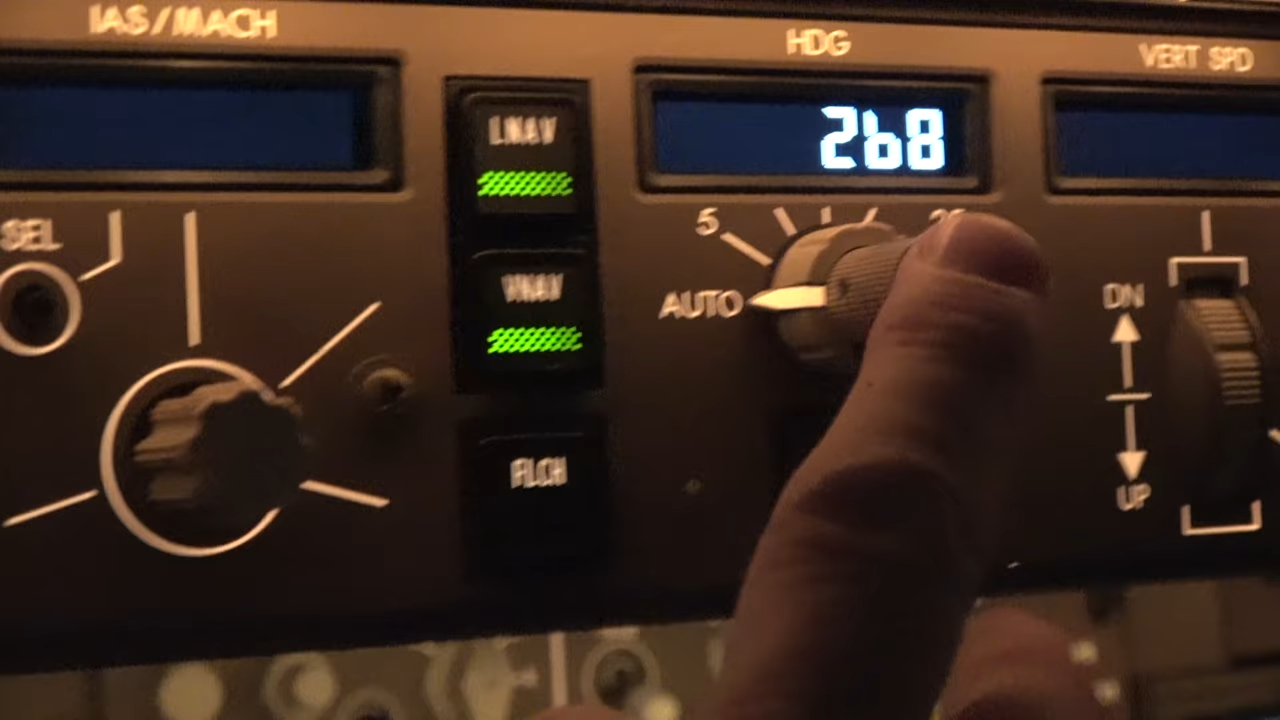 IAS/MACH
HDG
VERT SPD
LNAV
268
SEL
5
AUTO
VNAV
DN
FLCH
UP